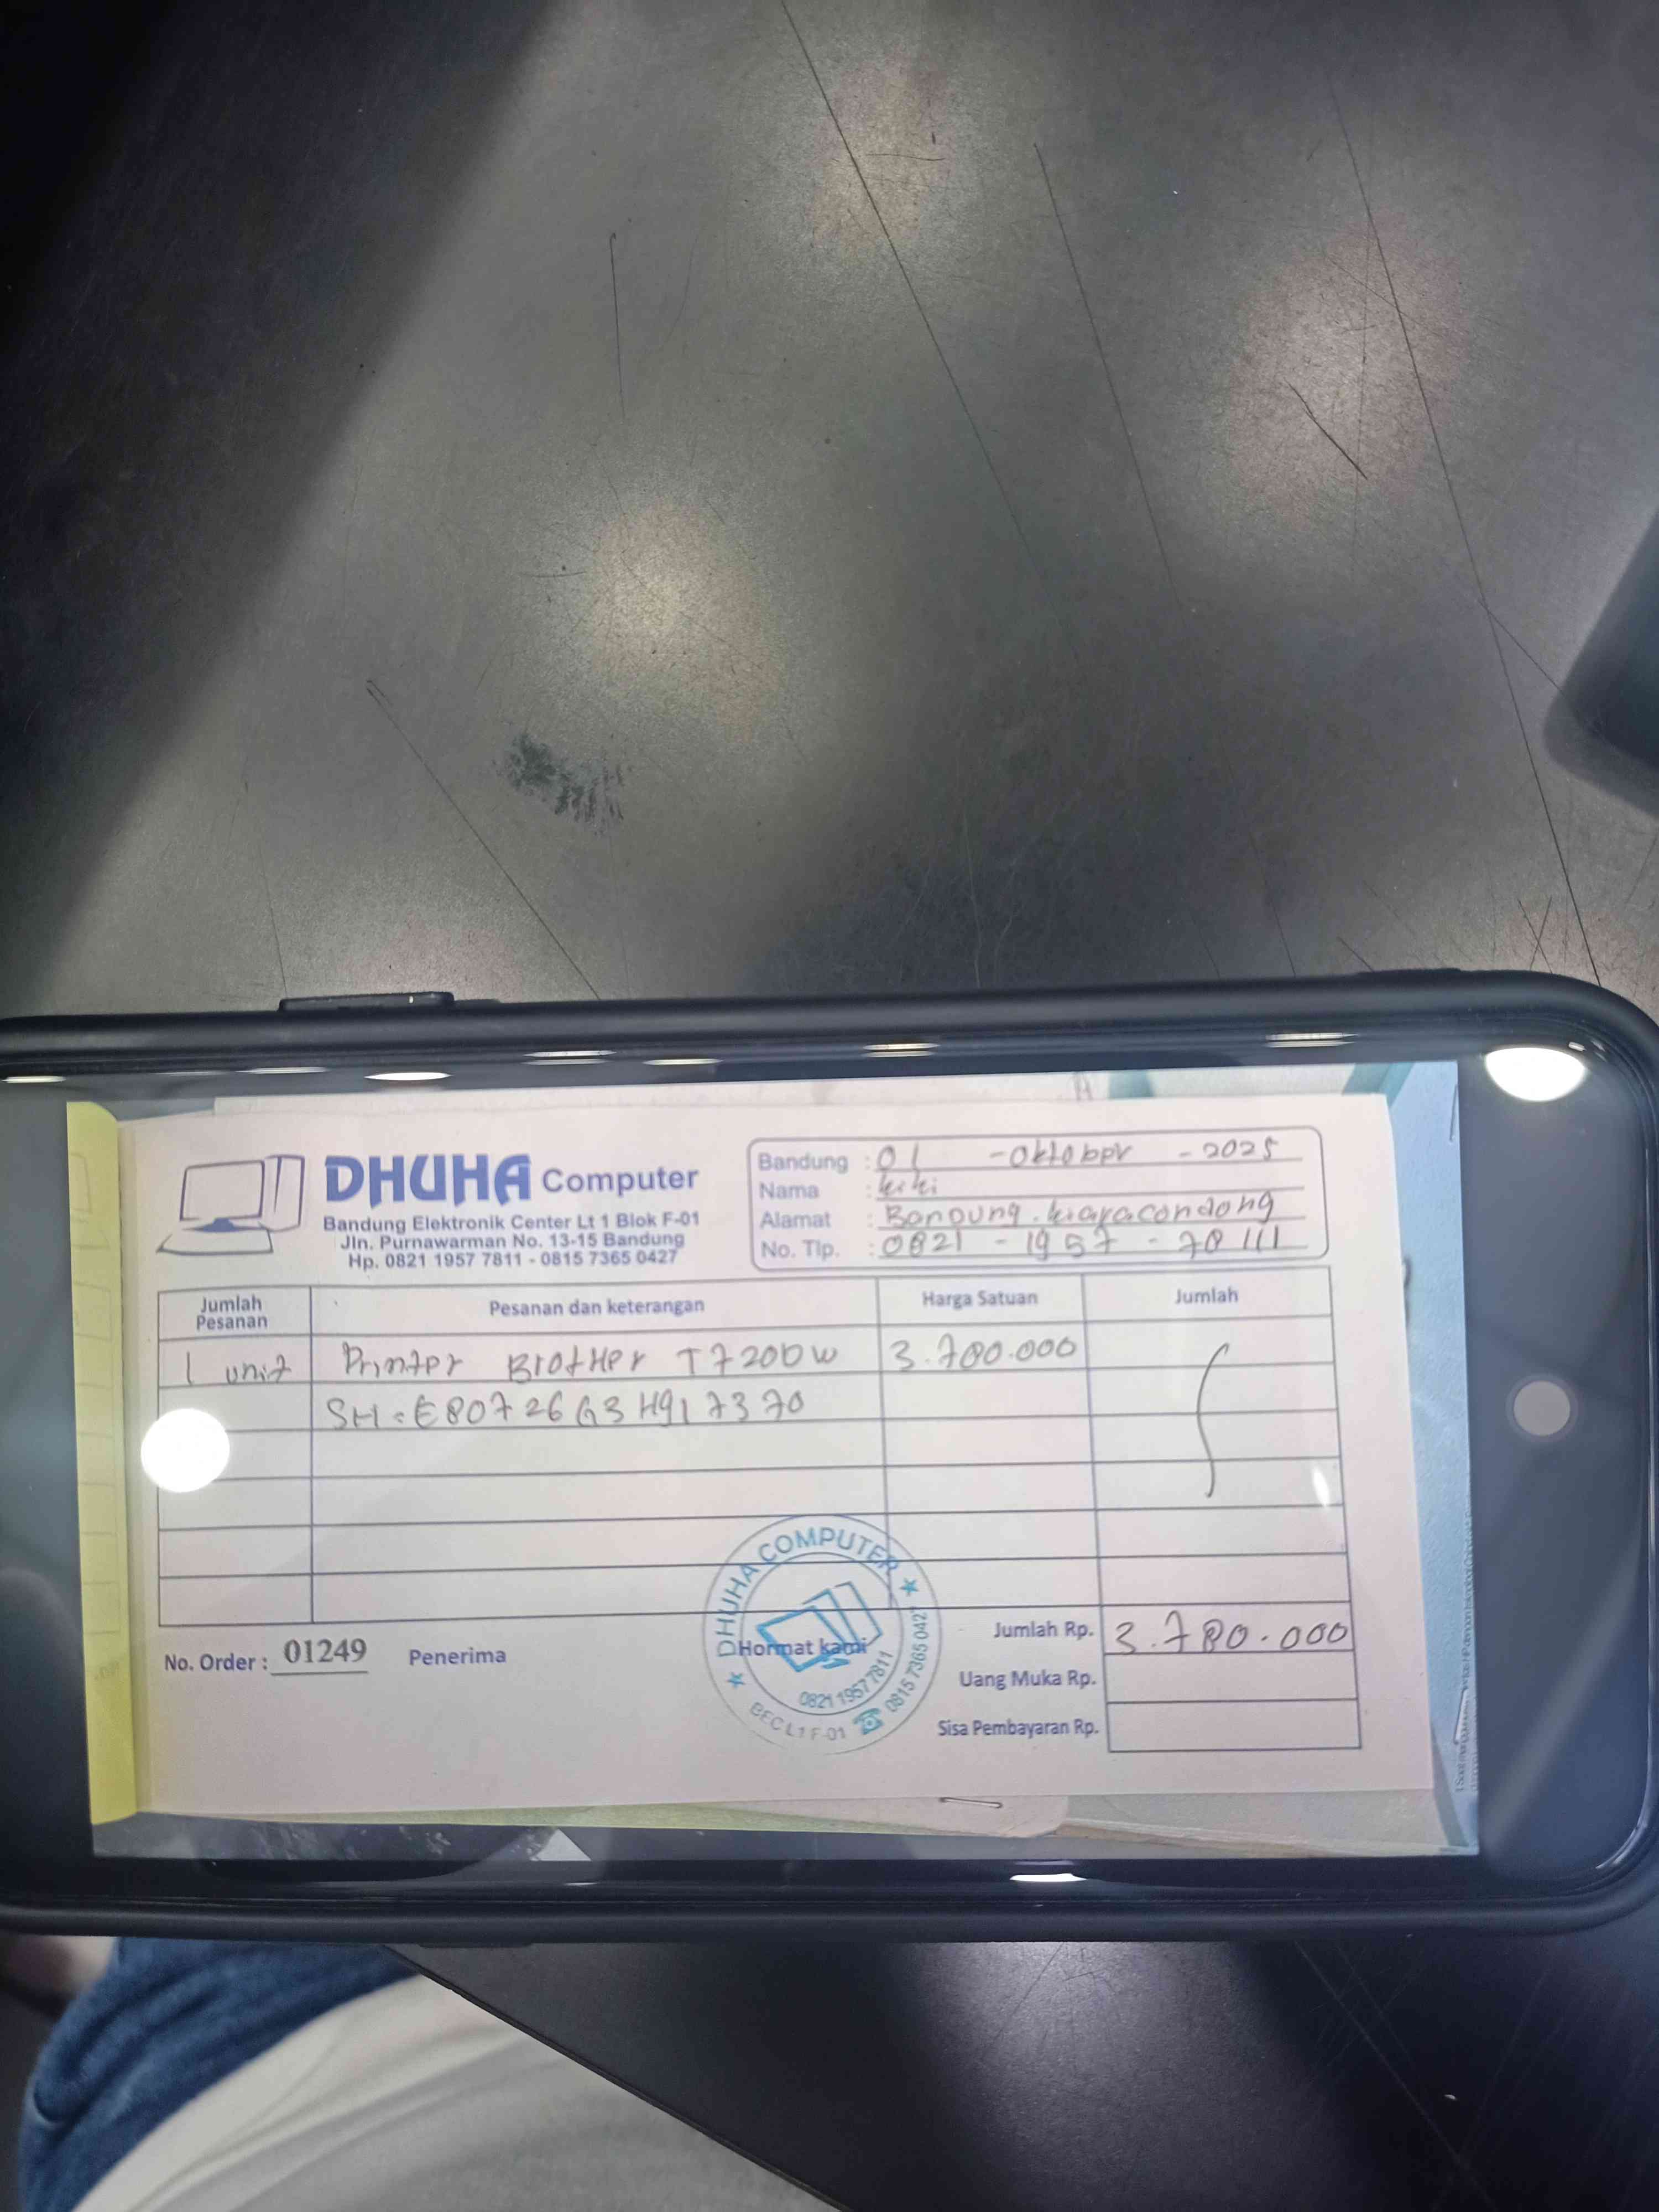 DHUHA Computer
Bandung Elektronik Center Lt 1 Blok F-01
Jln. Purnawarman No. 13-15 Bandung
Hp. 0821 1957 7811 - 0815 7365 0427
Bandung : 01 - Oktober - 2025
Nama : kiki
Alamat : Bandung. kiaracondong
No. Tlp. : 0821 - 1957 - 78 111
Jumlah Pesanan Pesanan dan keterangan Harga Satuan Jumlah
1 unit Printer Brother T720DW 3.780.000
SH = E80726G3H917370
No. Order : 01249 Penerima Hormat kami
DHUHA COMPUTER
0821 1957 7811
0815 7365 042
BEC L1 F-01
Jumlah Rp. 3.780.000
Uang Muka Rp.
Sisa Pembayaran Rp.